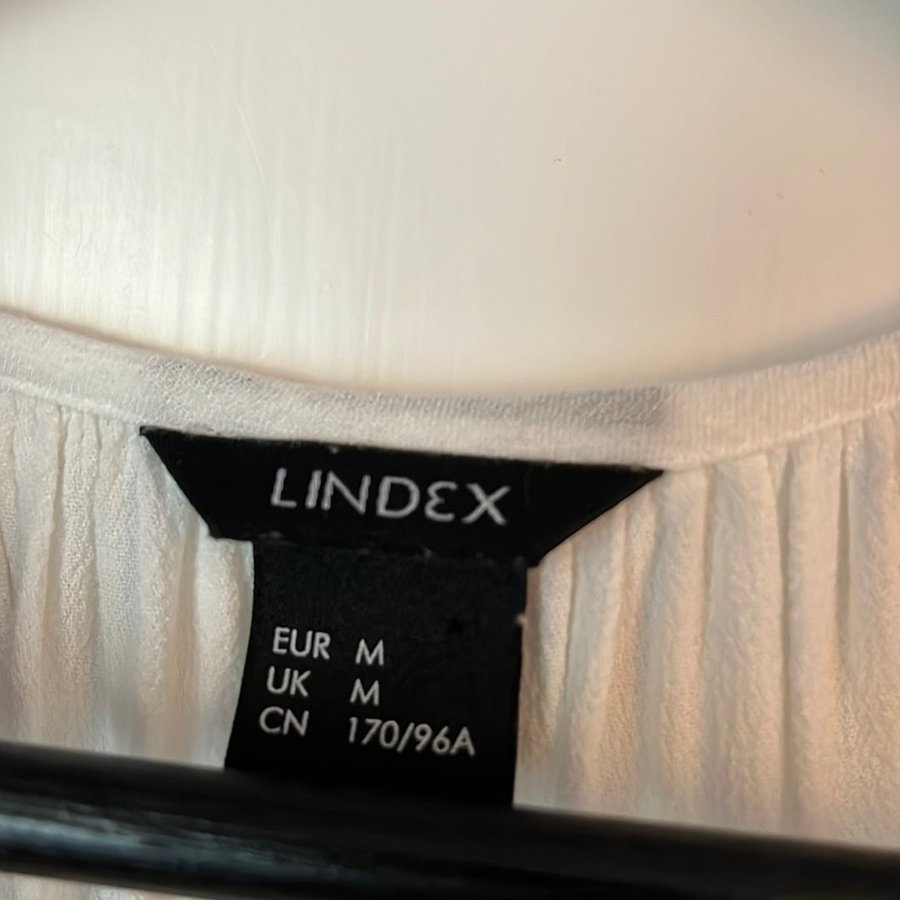 LINDEX
EUR M
UK M
CN 170/96A